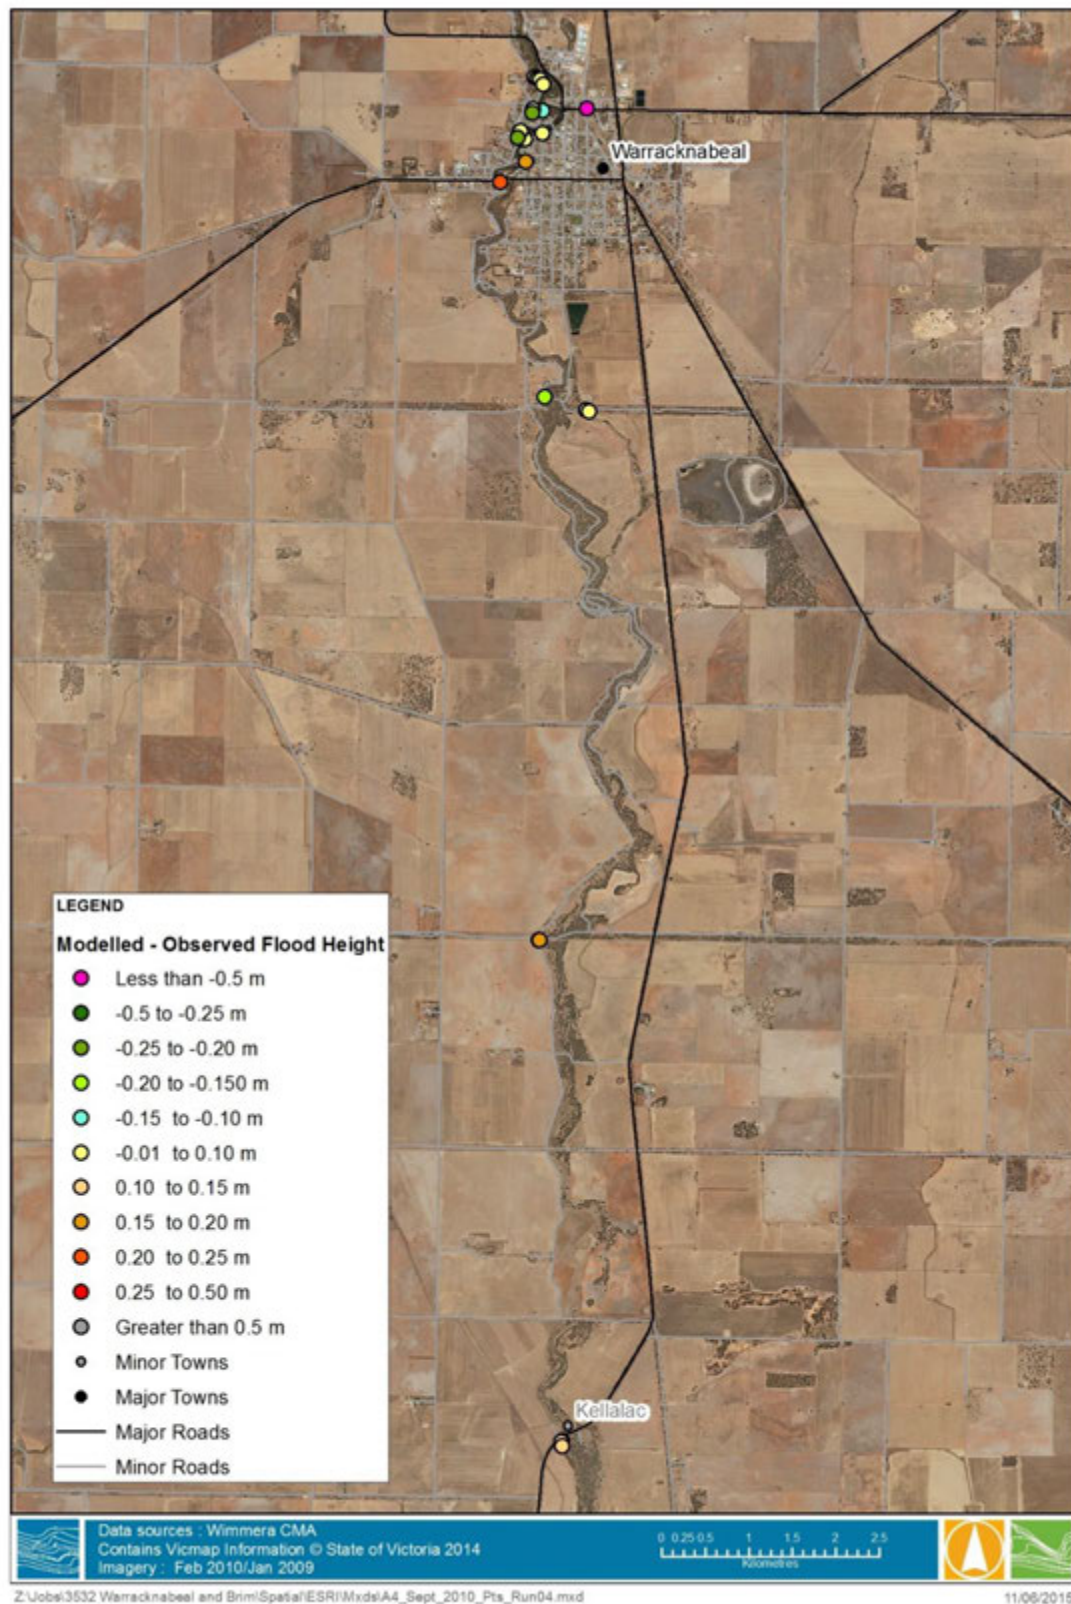 Warracknabeal
LEGEND
Modelled - Observed Flood Height
Less than -0.5 m
-0.5 to -0.25 m
-0.25 to -0.20 m
-0.20 to -0.150 m
-0.15 to -0.10 m
-0.01 to 0.10 m
0.10 to 0.15 m
0.15 to 0.20 m
0.20 to 0.25 m
0.25 to 0.50 m
Greater than 0.5 m
Minor Towns
Major Towns
Major Roads
Minor Roads
Kellalac
Data sources : Wimmera CMA
Contains Vicmap Information © State of Victoria 2014
Imagery : Feb 2010/Jan 2009
0 0.25 0.5 1 1.5 2 2.5
Kilometres
Z:\Jobs\3532 Warracknabeal and Brim\Spatial\ESRI\Mxds\A4_Sept_2010_Pts_Run04.mxd
11/06/2015